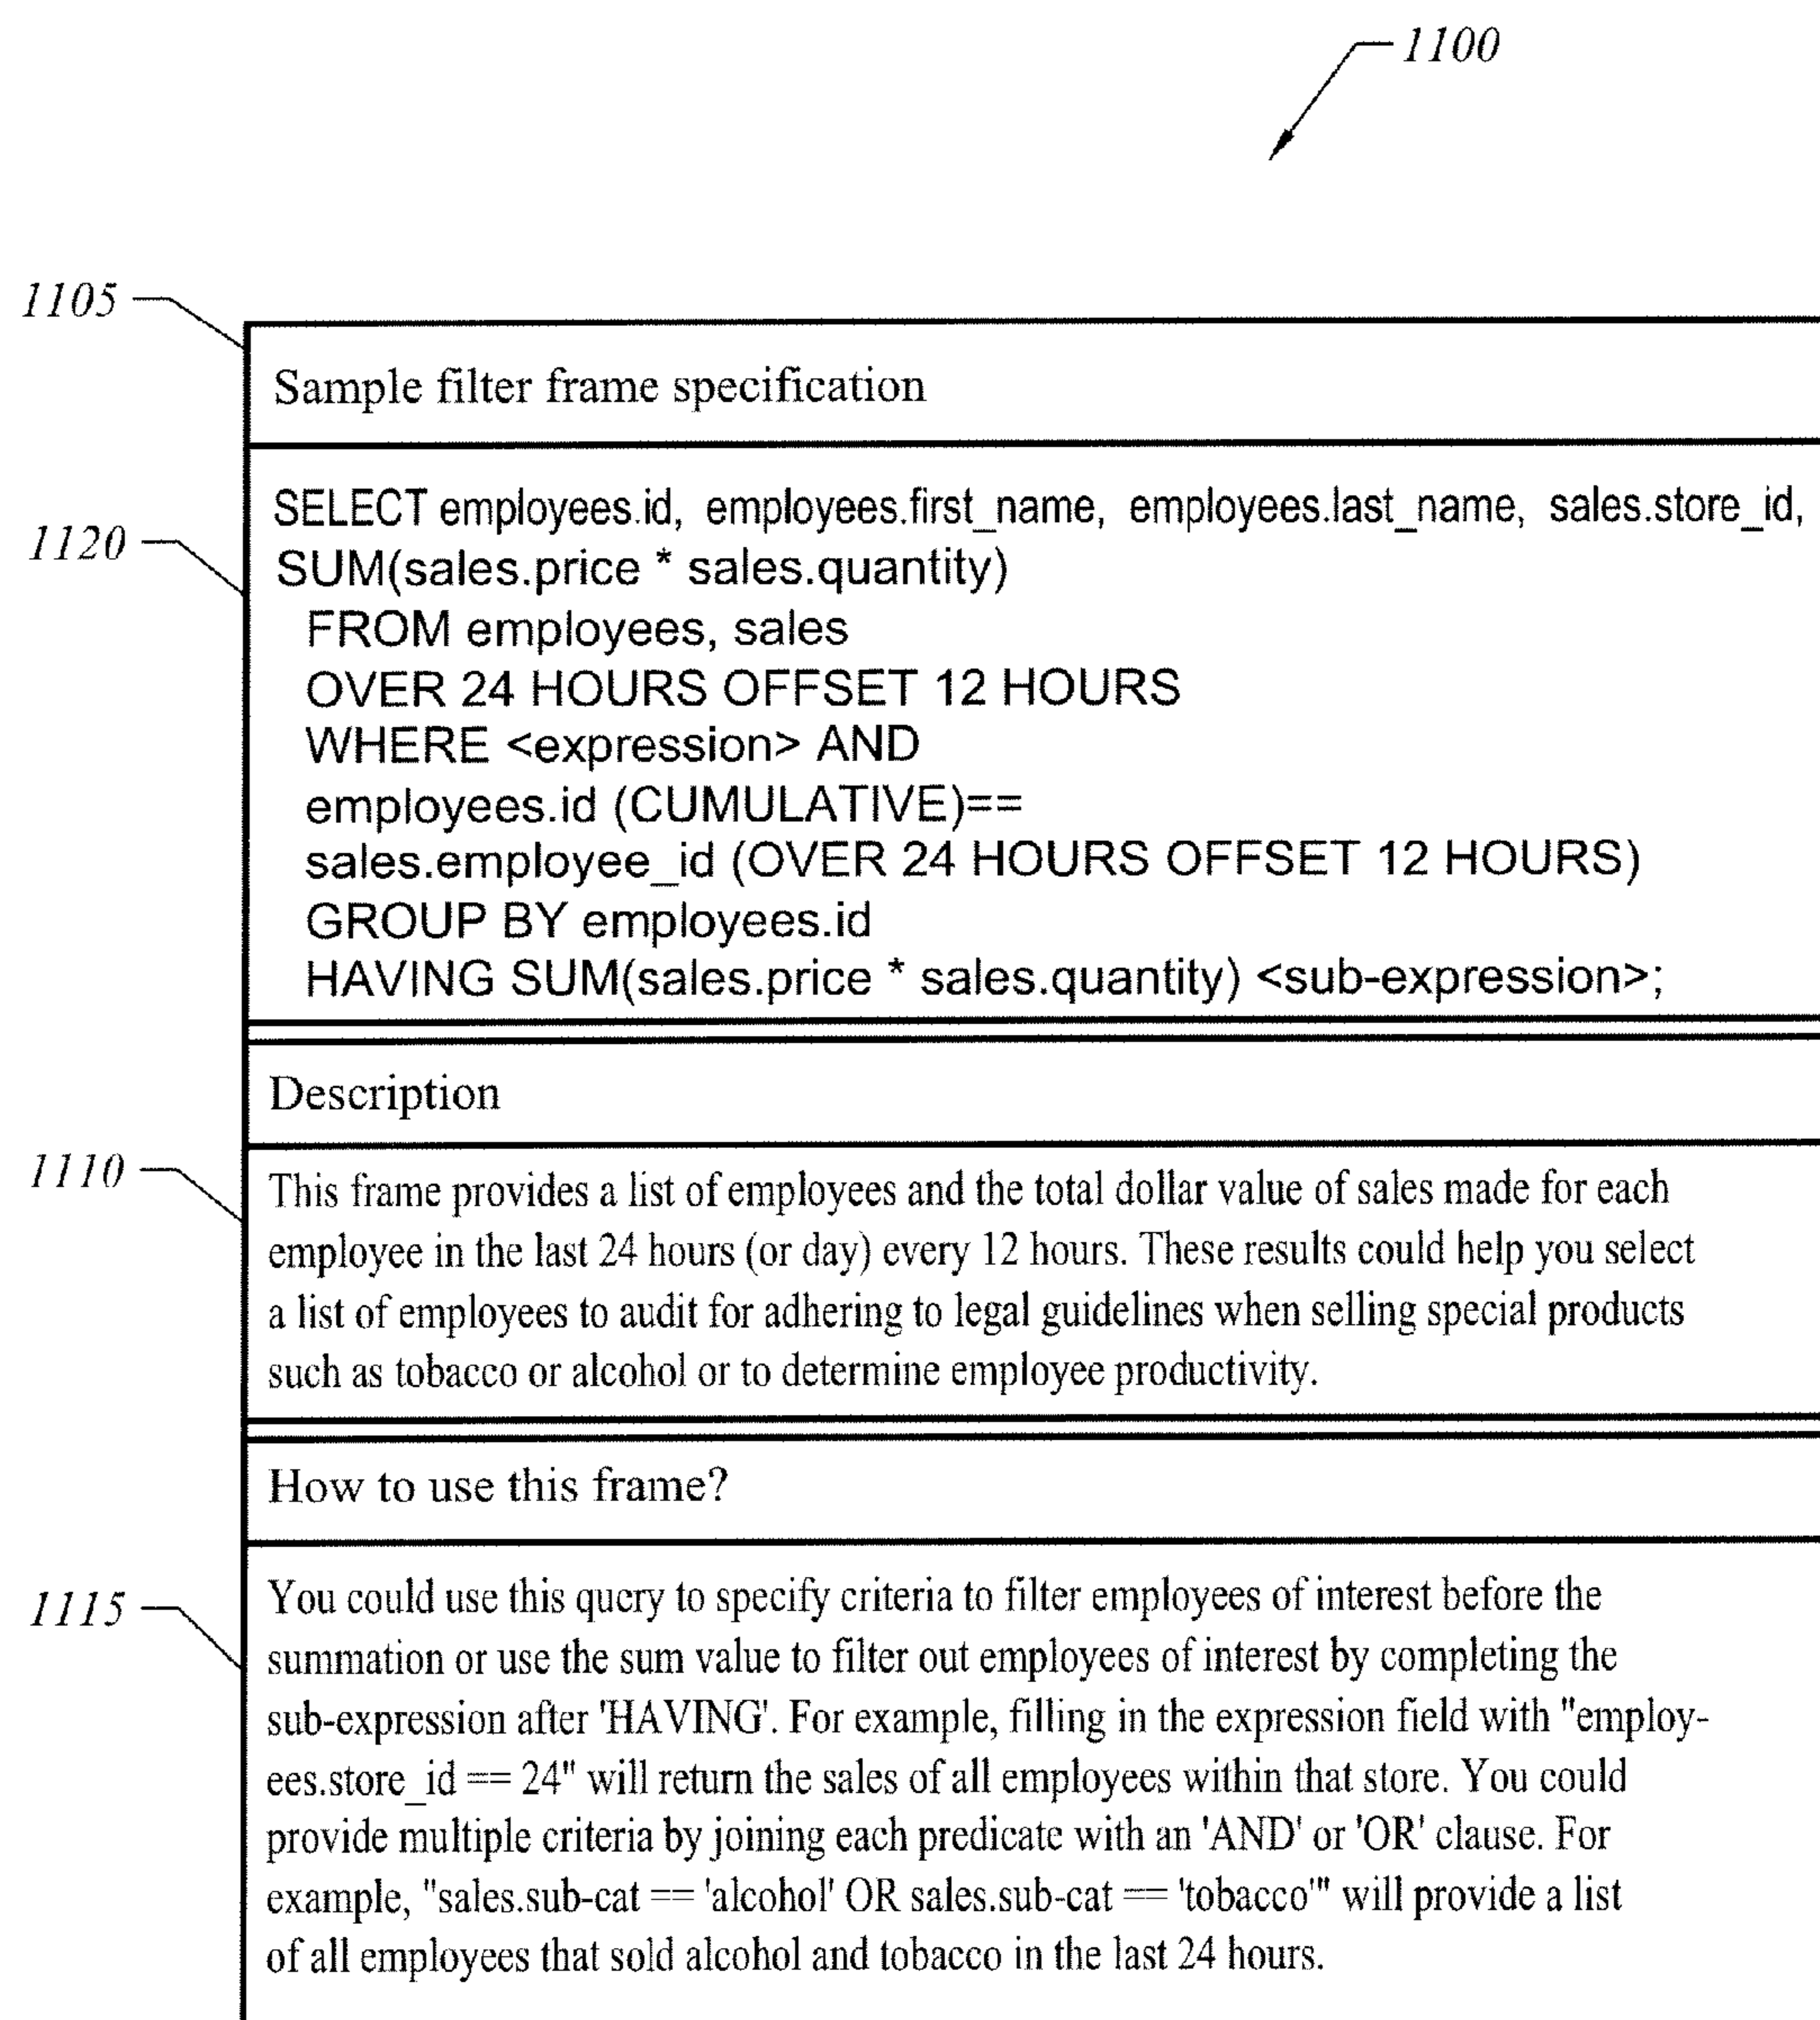 1100
1105
Sample filter frame specification
1120
SELECT employees.id, employees.first_name, employees.last_name, sales.store_id,
SUM(sales.price * sales.quantity)
FROM employees, sales
OVER 24 HOURS OFFSET 12 HOURS
WHERE <expression> AND
employees.id (CUMULATIVE)==
sales.employee_id (OVER 24 HOURS OFFSET 12 HOURS)
GROUP BY employees.id
HAVING SUM(sales.price * sales.quantity) <sub-expression>;
Description
1110
This frame provides a list of employees and the total dollar value of sales made for each
employee in the last 24 hours (or day) every 12 hours. These results could help you select
a list of employees to audit for adhering to legal guidelines when selling special products
such as tobacco or alcohol or to determine employee productivity.
How to use this frame?
1115
You could use this query to specify criteria to filter employees of interest before the
summation or use the sum value to filter out employees of interest by completing the
sub-expression after 'HAVING'. For example, filling in the expression field with "employ-
ees.store_id == 24" will return the sales of all employees within that store. You could
provide multiple criteria by joining each predicate with an 'AND' or 'OR' clause. For
example, "sales.sub-cat == 'alcohol' OR sales.sub-cat == 'tobacco'" will provide a list
of all employees that sold alcohol and tobacco in the last 24 hours.